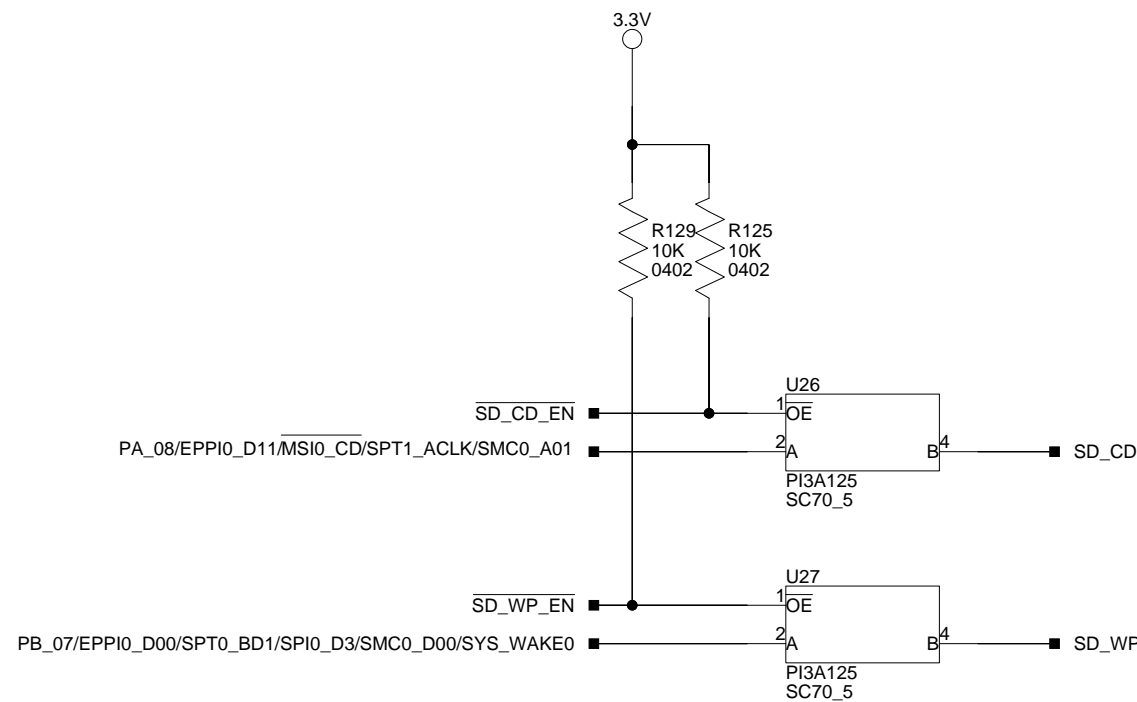 3.3V
R129
10K
0402
R125
10K
0402
U26
SD_CD_EN
1
OE
PA_08/EPPI0_D11/MSI0_CD/SPT1_ACLK/SMC0_A01
2
A
B
4
SD_CD
PI3A125
SC70_5
U27
SD_WP_EN
1
OE
PB_07/EPPI0_D00/SPT0_BD1/SPI0_D3/SMC0_D00/SYS_WAKE0
2
A
B
4
SD_WP
PI3A125
SC70_5